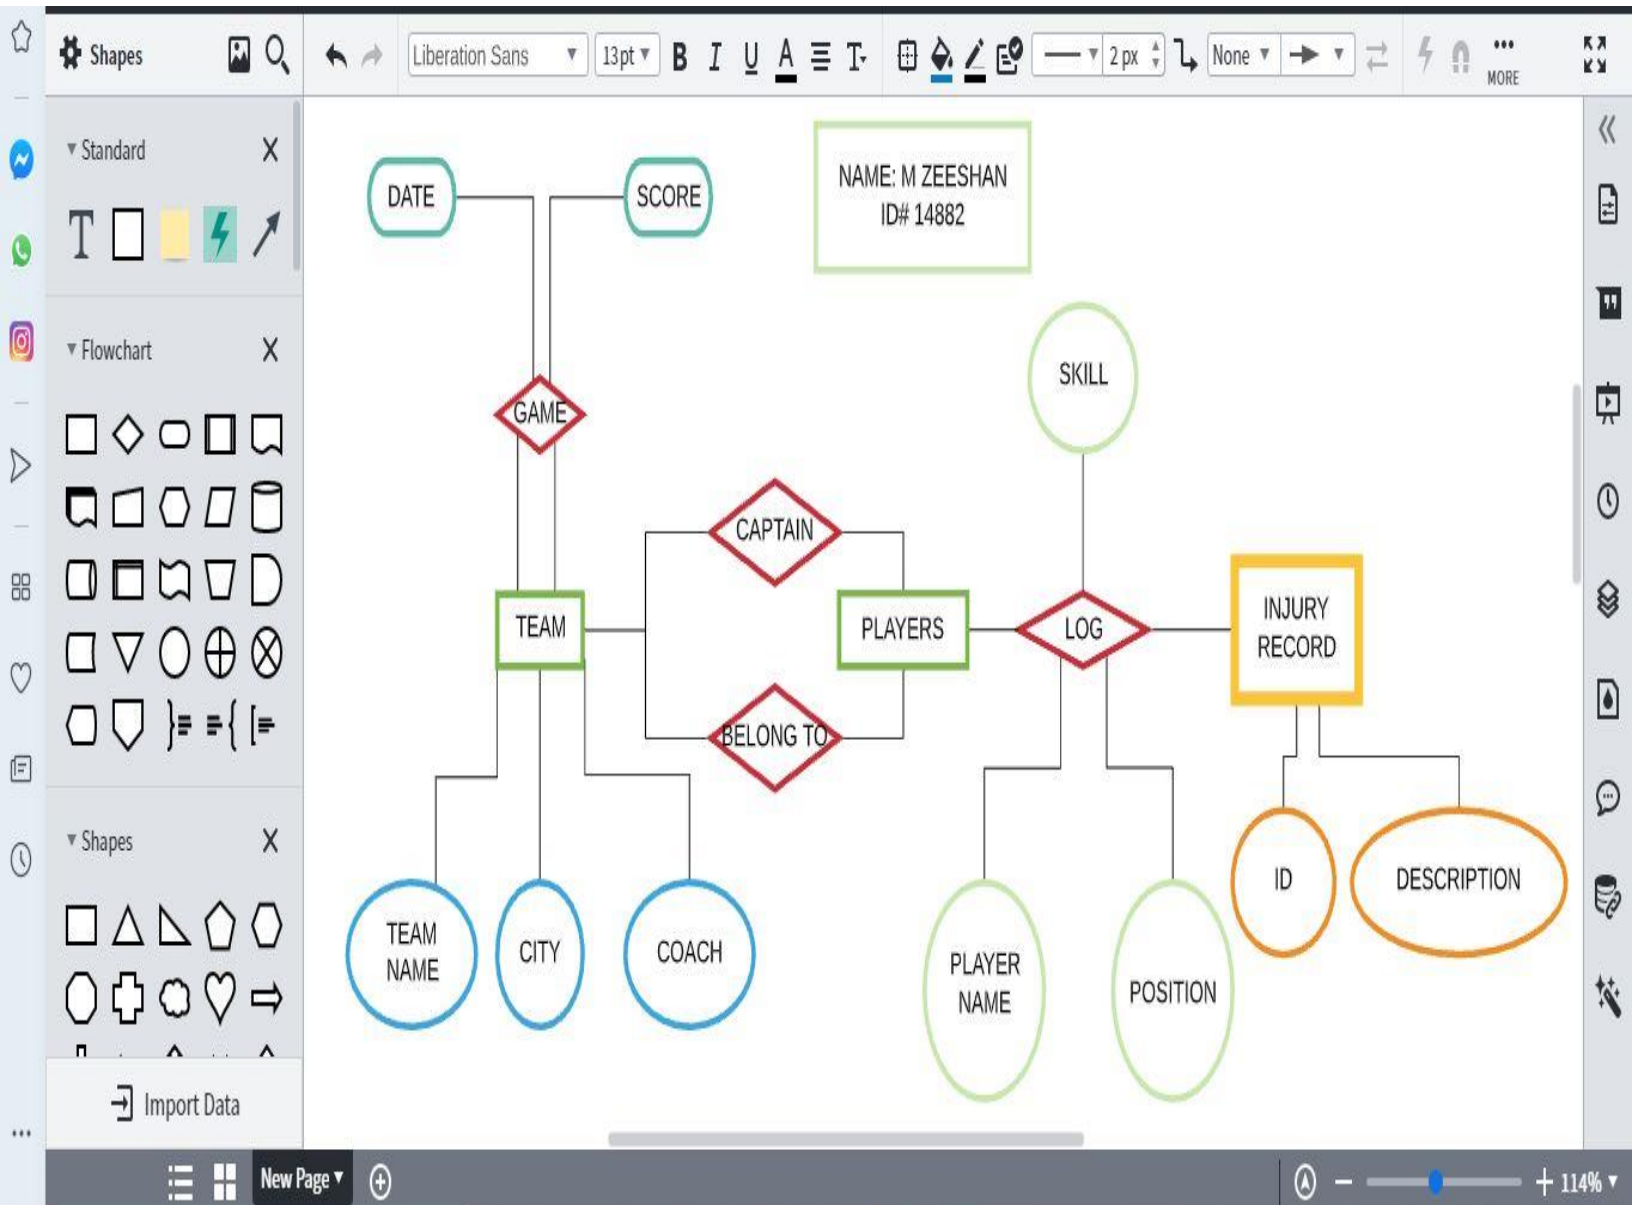 Shapes
Liberation Sans
13pt
B
I
U
A
T
2 px
None
MORE
Standard
T
Flowchart
Shapes
Import Data
DATE
SCORE
NAME: M ZEESHAN
ID# 14882
SKILL
GAME
CAPTAIN
TEAM
PLAYERS
LOG
INJURY
RECORD
BELONG TO
TEAM
NAME
CITY
COACH
PLAYER
NAME
POSITION
ID
DESCRIPTION
New Page
114%